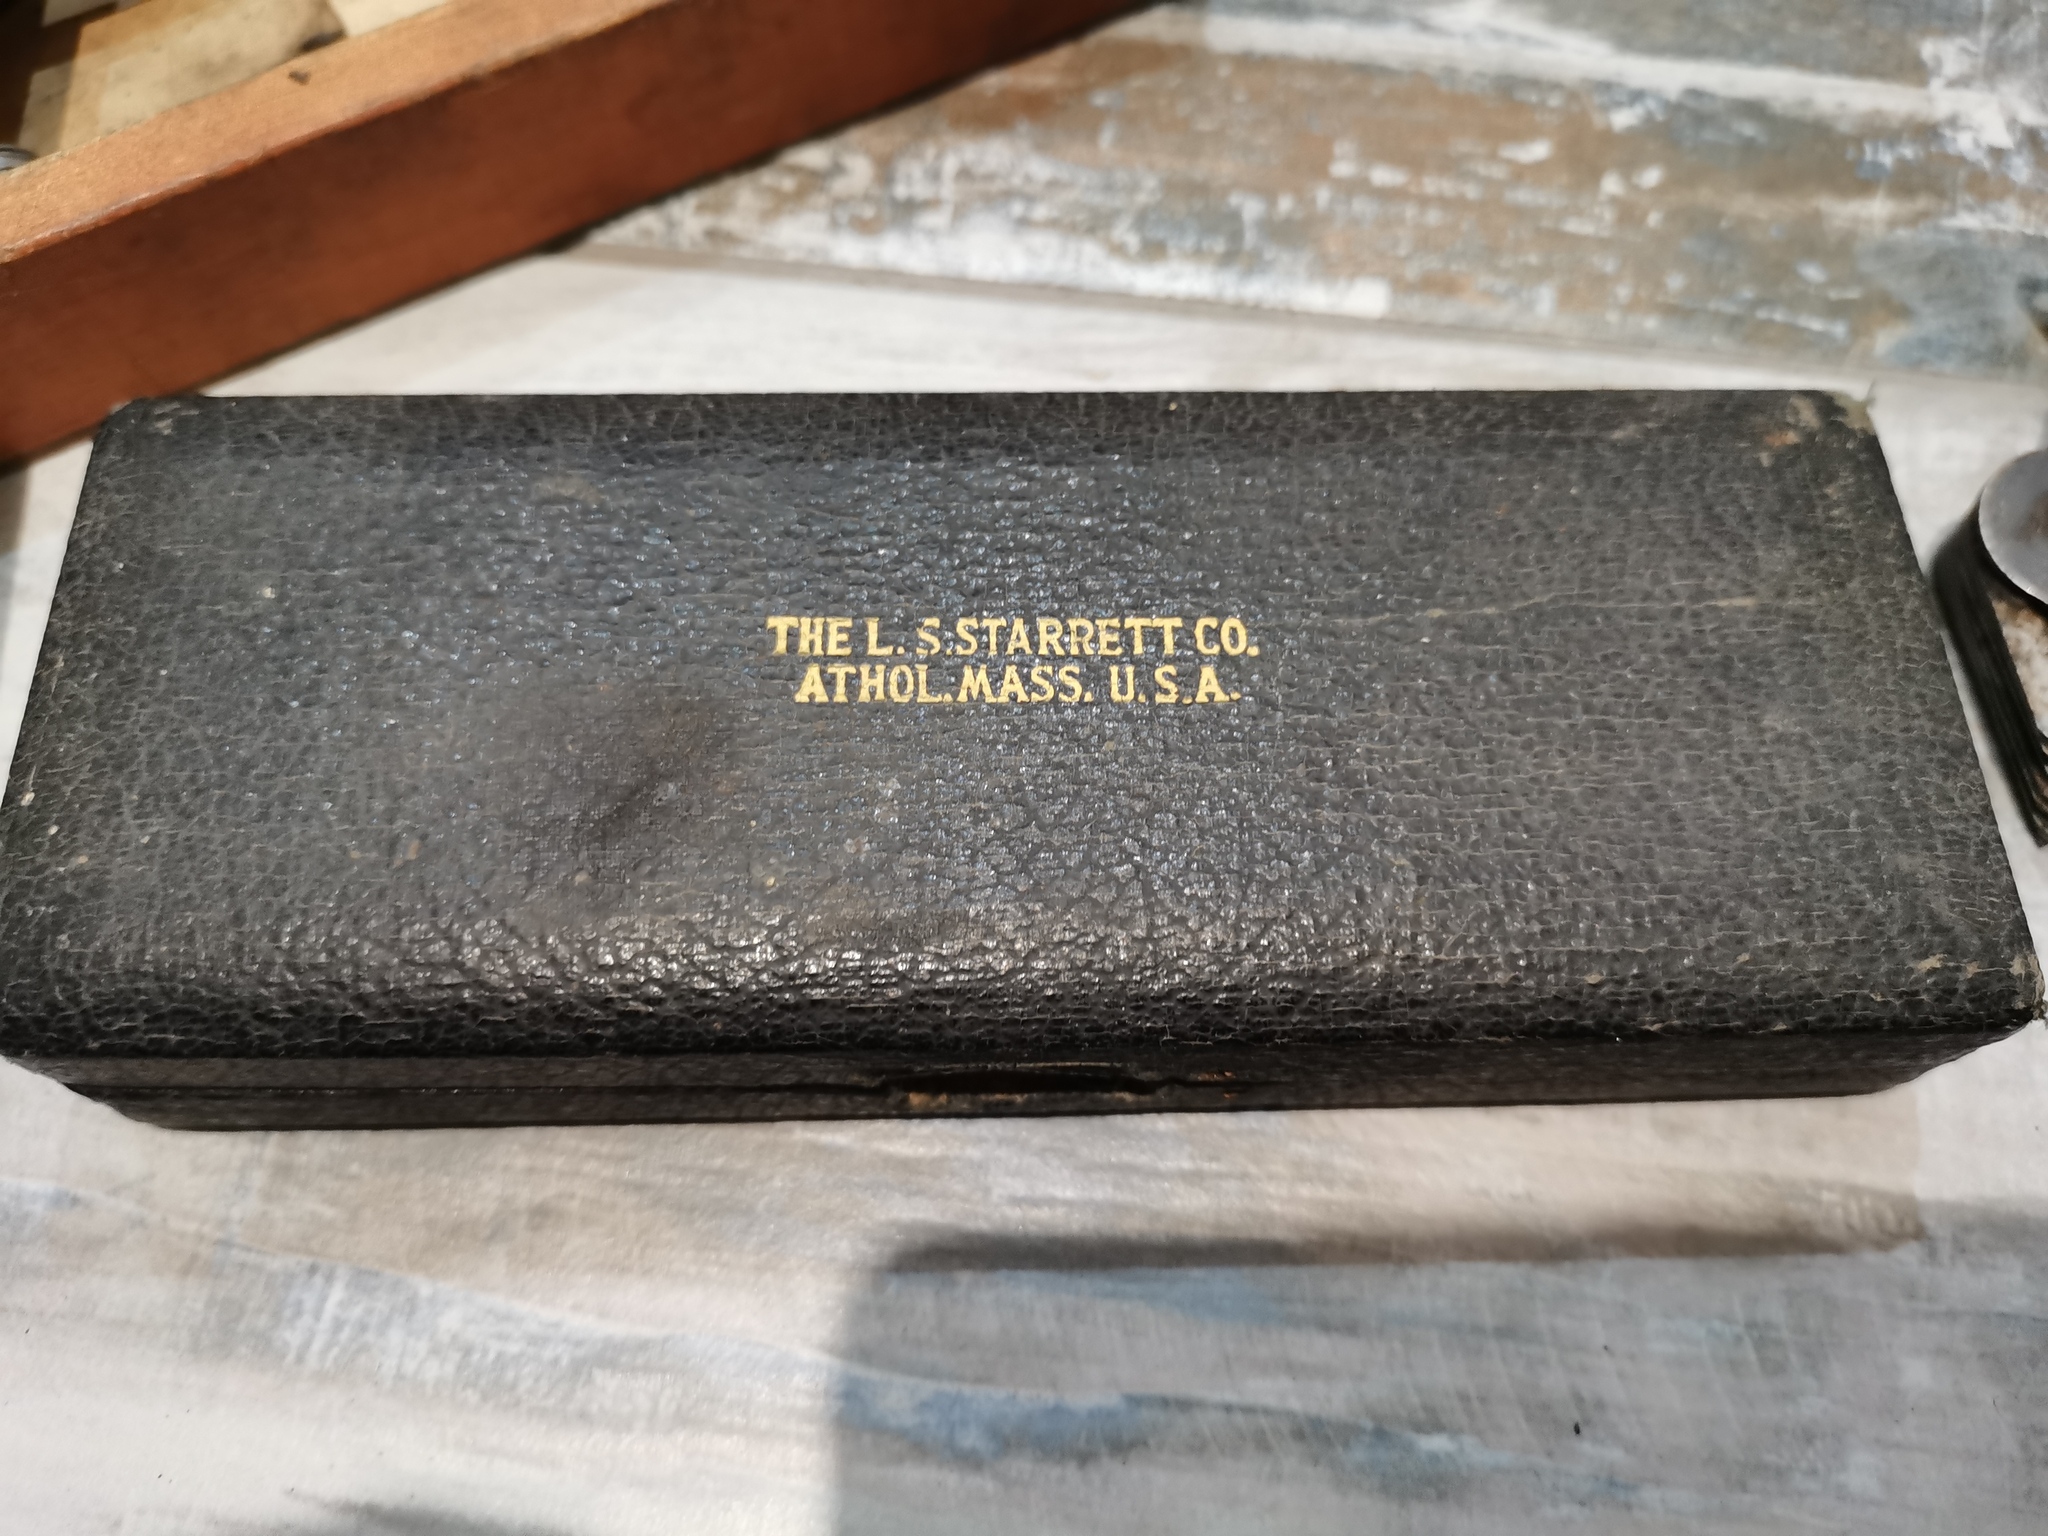 THE L. S. STARRETT CO.
ATHOL. MASS. U. S. A.